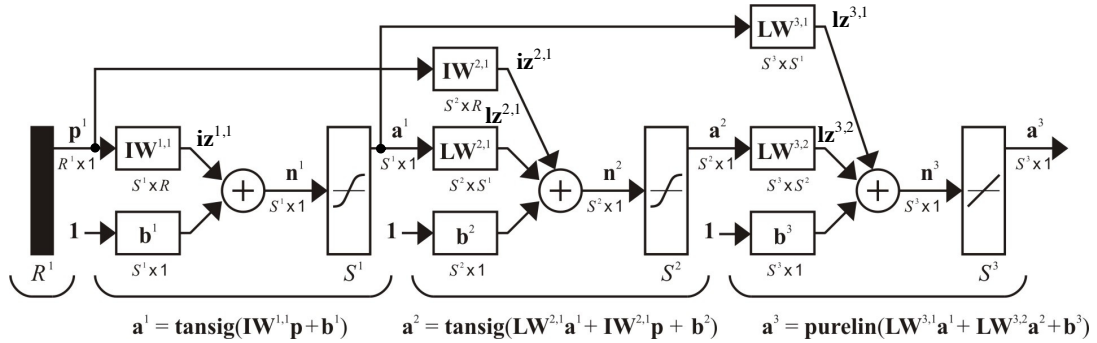 LW³,¹ lz³,¹
S³ x S¹
IW²,¹ iz²,¹
S² x R
p¹ iz¹,¹ a¹ lz²,¹ a² lz³,² a³
R¹ x 1 IW¹,¹ S¹ x 1 LW²,¹ S² x 1 LW³,² S³ x 1
S¹ x R n¹ S² x S¹ n² S³ x S² n³
S¹ x 1 S² x 1 S³ x 1
1 b¹ 1 b² 1 b³
S¹ x 1 S² x 1 S³ x 1
R¹ S¹ S² S³
a¹ = tansig(IW¹,¹p + b¹) a² = tansig(LW²,¹a¹ + IW²,¹p + b²) a³ = purelin(LW³,¹a¹ + LW³,²a² + b³)